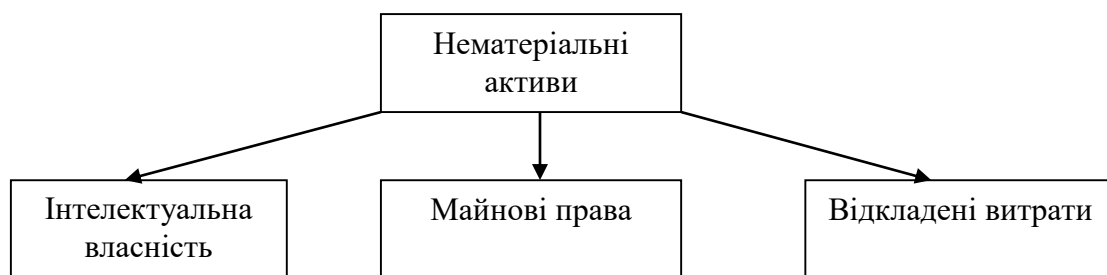 Нематеріальні
активи
Інтелектуальна
власність
Майнові права
Відкладені витрати